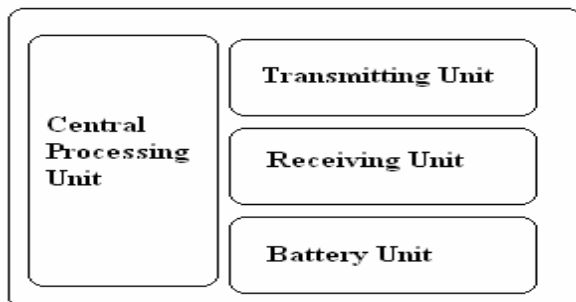 Central
Processing
Unit
Transmitting Unit
Receiving Unit
Battery Unit